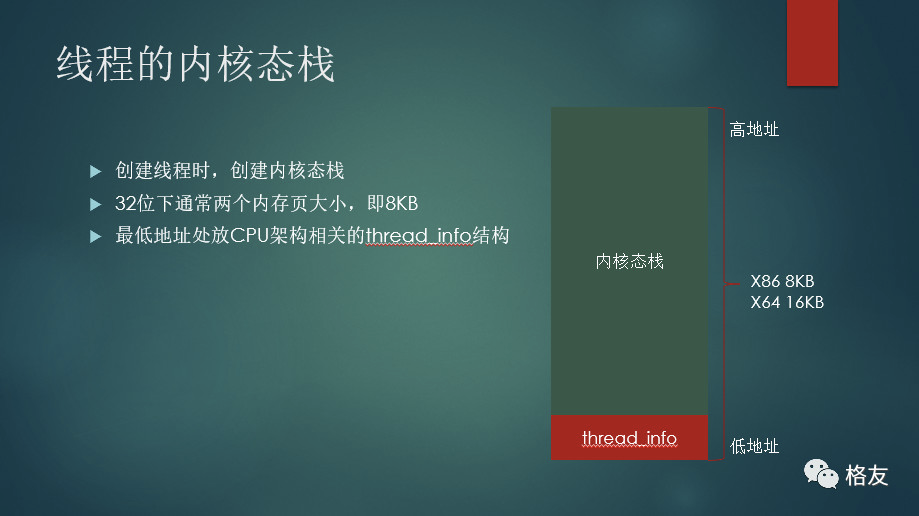 线程的内核态栈
创建线程时，创建内核态栈
32位下通常两个内存页大小，即8KB
最低地址处放CPU架构相关的thread_info结构
高地址
内核态栈
X86 8KB
X64 16KB
thread_info
低地址
格友